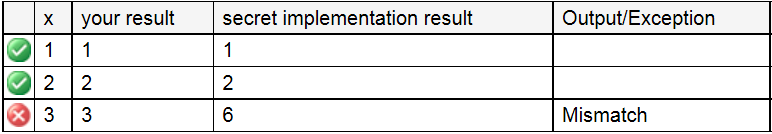 x your result secret implementation result Output/Exception
1 1 1
2 2 2
3 3 6 Mismatch